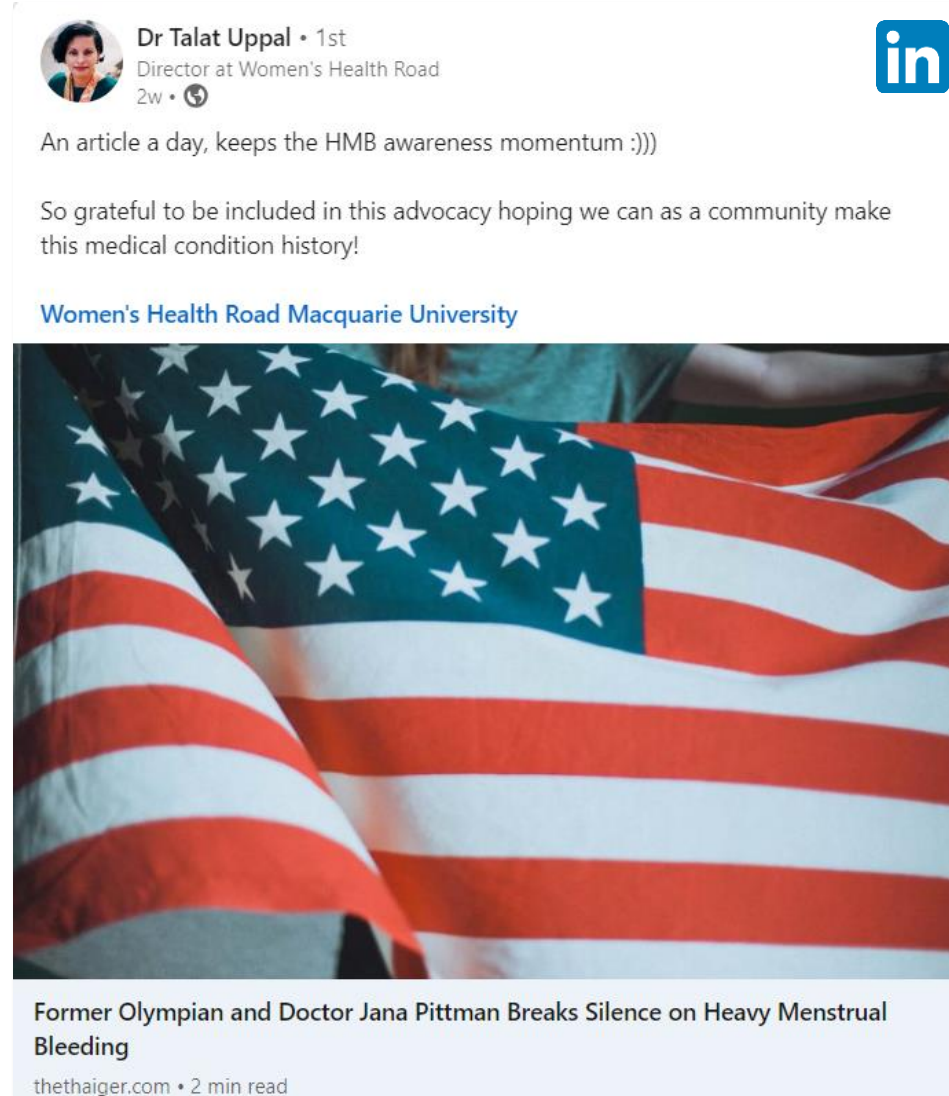 Dr Talat Uppal • 1st
in
Director at Women's Health Road
2w •
An article a day, keeps the HMB awareness momentum :)))
So grateful to be included in this advocacy hoping we can as a community make
this medical condition history!
Women's Health Road Macquarie University
Former Olympian and Doctor Jana Pittman Breaks Silence on Heavy Menstrual
Bleeding
thethaiger.com • 2 min read